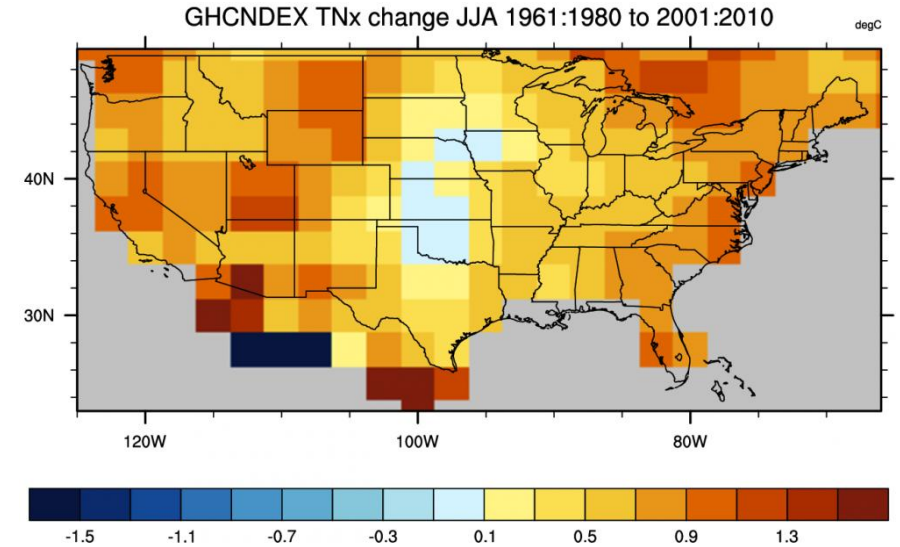 GHCNDEX TNx change JJA 1961:1980 to 2001:2010
degC
40N
30N
120W 100W 80W
-1.5 -1.1 -0.7 -0.3 0.1 0.5 0.9 1.3